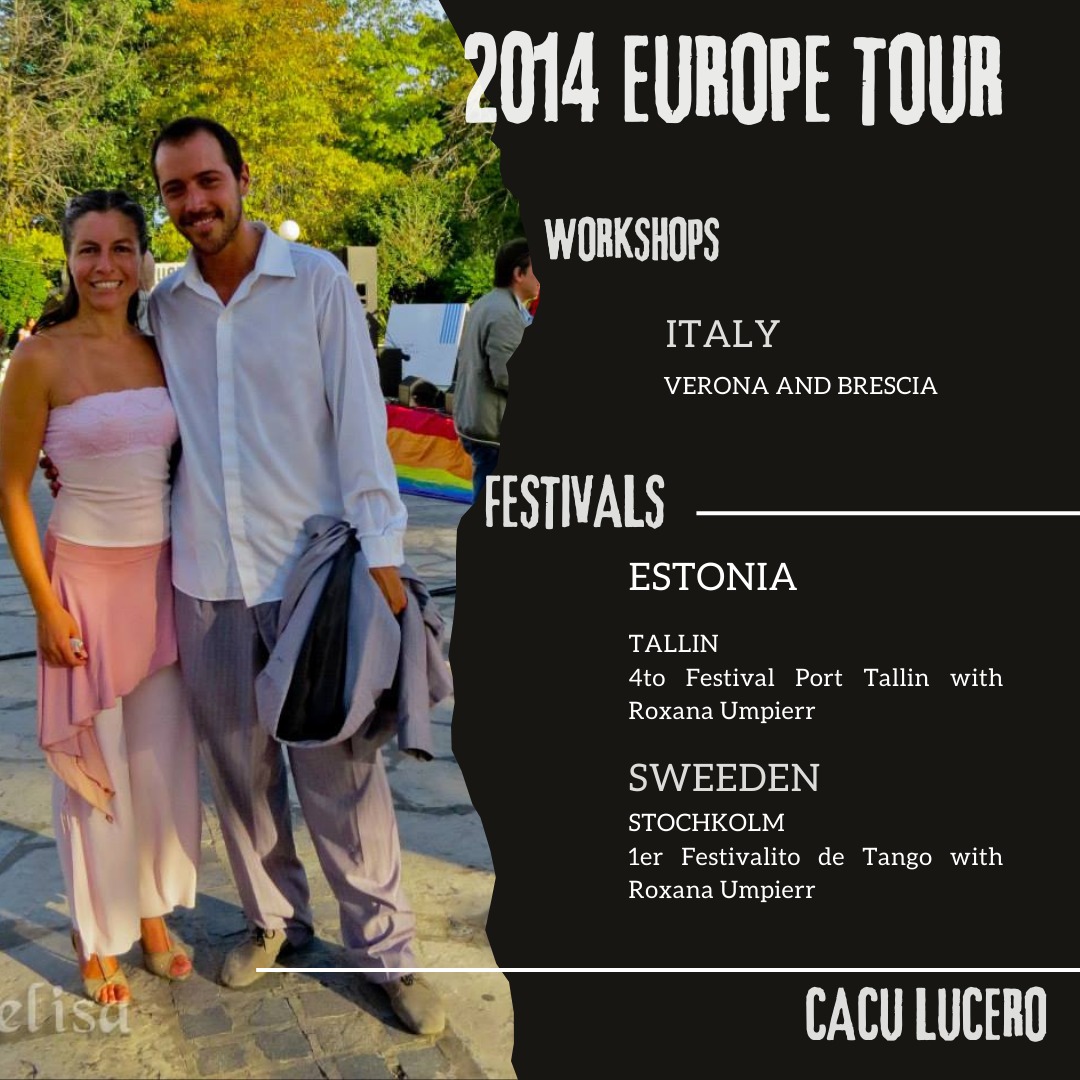 2014 EUROPE TOUR
WORKSHOPS
ITALY
VERONA AND BRESCIA
FESTIVALS
ESTONIA
TALLIN
4to Festival Port Tallin with
Roxana Umpierr
SWEEDEN
STOCHKOLM
1er Festivalito de Tango with
Roxana Umpierr
elisa
CACU LUCERO